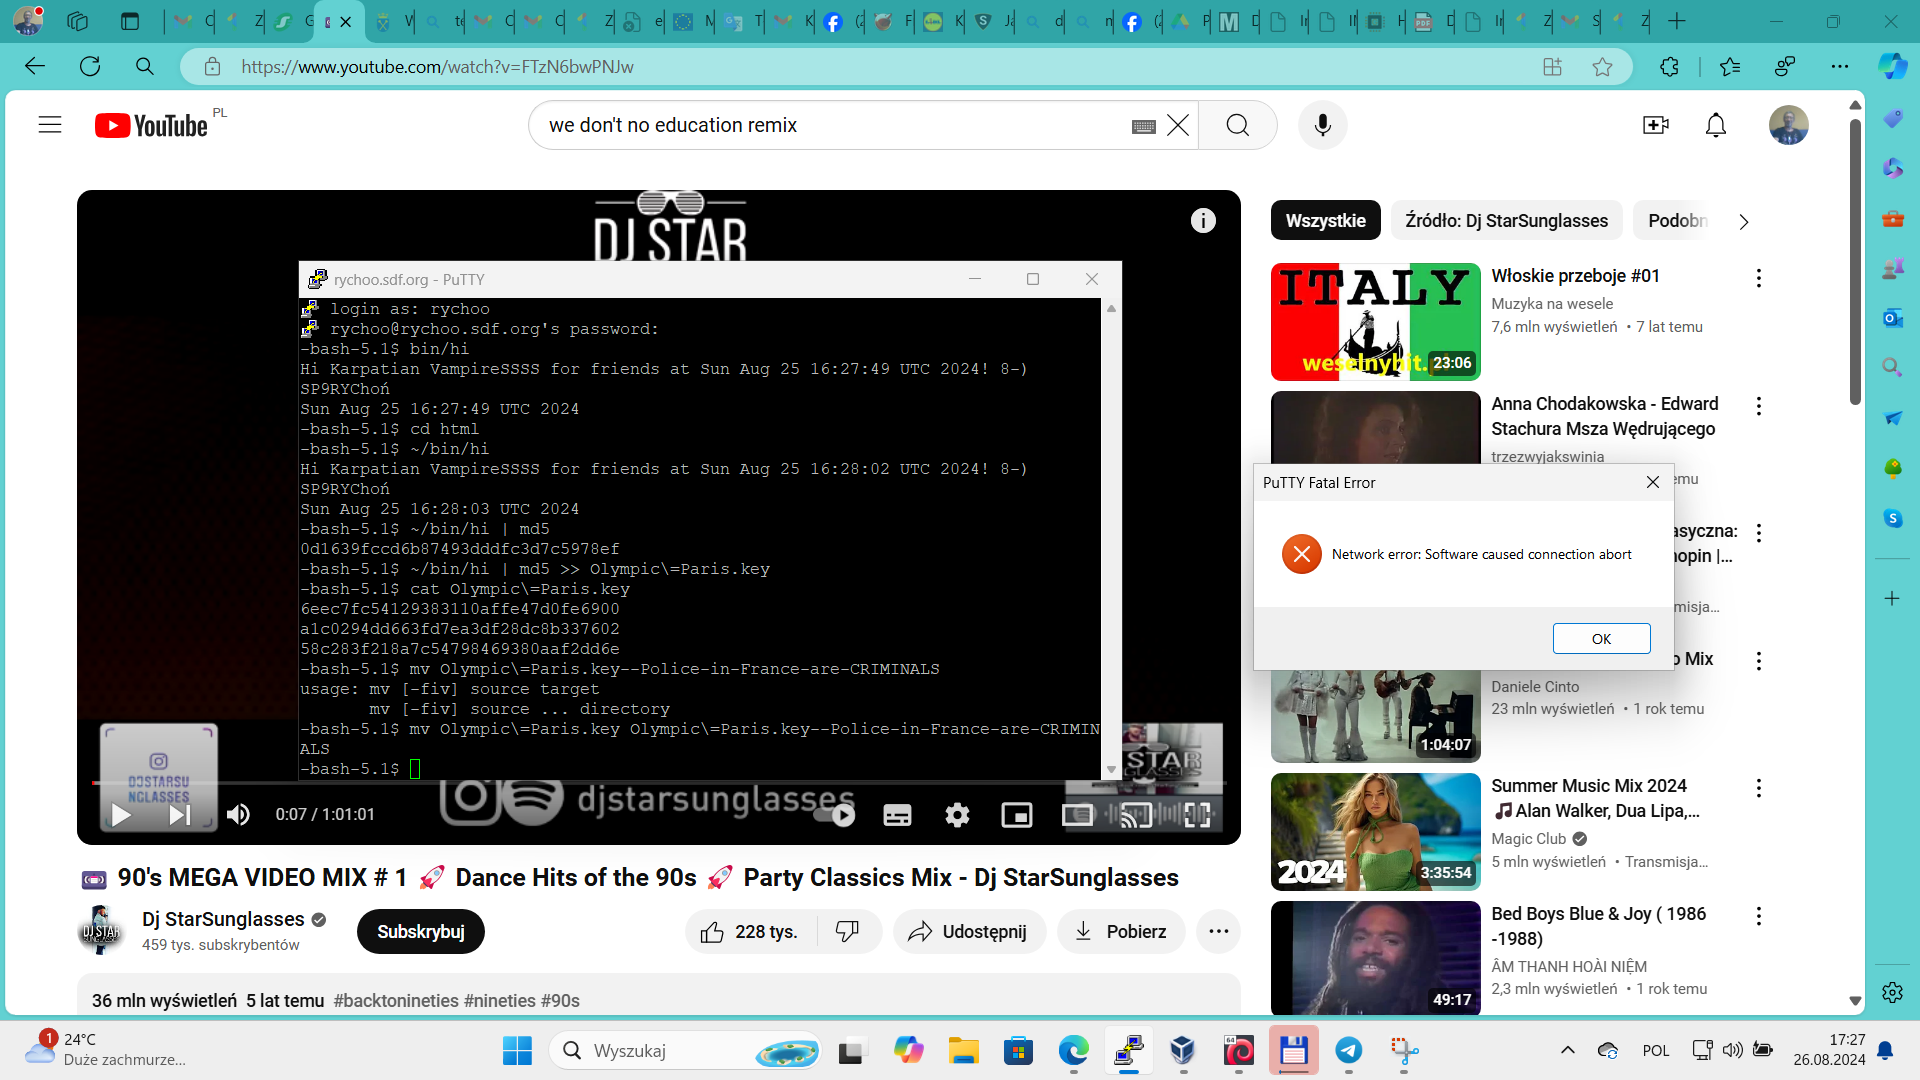 https://www.youtube.com/watch?v=FTzN6bwPNJw
YouTube PL
we don't no education remix
DJ STAR
rychoo.sdf.org - PuTTY
login as: rychoo
rychoo@rychoo.sdf.org's password:
-bash-5.1$ bin/hi
Hi Karpatian VampireSSSS for friends at Sun Aug 25 16:27:49 UTC 2024! 8-)
SP9RYChoń
Sun Aug 25 16:27:49 UTC 2024
-bash-5.1$ cd html
-bash-5.1$ ~/bin/hi
Hi Karpatian VampireSSSS for friends at Sun Aug 25 16:28:02 UTC 2024! 8-)
SP9RYChoń
Sun Aug 25 16:28:03 UTC 2024
-bash-5.1$ ~/bin/hi | md5
0d1639fccd6b87493dddfc3d7c5978ef
-bash-5.1$ ~/bin/hi | md5 >> Olympic\=Paris.key
-bash-5.1$ cat Olympic\=Paris.key
6eec7fc54129383110affe47d0fe6900
a1c0294dd663fd7ea3df28dc8b337602
58c283f218a7c54798469380aaf2dd6e
-bash-5.1$ mv Olympic\=Paris.key--Police-in-France-are-CRIMINALS
usage: mv [-fiv] source target
mv [-fiv] source ... directory
-bash-5.1$ mv Olympic\=Paris.key Olympic\=Paris.key--Police-in-France-are-CRIMIN
ALS
-bash-5.1$
DJSTARSU
NGLASSES
djstarsunglasses
0:07 / 1:01:01
90's MEGA VIDEO MIX # 1 🚀 Dance Hits of the 90s 🚀 Party Classics Mix - Dj StarSunglasses
Dj StarSunglasses
459 tys. subskrybentów
Subskrybuj
228 tys.
Udostępnij
Pobierz
36 mln wyświetleń 5 lat temu #backtonineties #nineties #90s
Wszystkie
Źródło: Dj StarSunglasses
Podobn
ITALY
weselnyhit.
23:06
Włoskie przeboje #01
Muzyka na wesele
7,6 mln wyświetleń • 7 lat temu
Anna Chodakowska - Edward
Stachura Msza Wędrującego
trzezwyjakswinia
emu
PuTTY Fatal Error
Network error: Software caused connection abort
OK
asyczna:
opin |...
misja...
o Mix
Daniele Cinto
23 mln wyświetleń • 1 rok temu
1:04:07
Summer Music Mix 2024
🎵Alan Walker, Dua Lipa,...
Magic Club
5 mln wyświetleń • Transmisja...
2024
3:35:54
Bed Boys Blue & Joy ( 1986
-1988)
ÂM THANH HOÀI NIỆM
2,3 mln wyświetleń • 1 rok temu
49:17
1
24°C
Duże zachmurze...
Wyszukaj
64
POL
17:27
26.08.2024